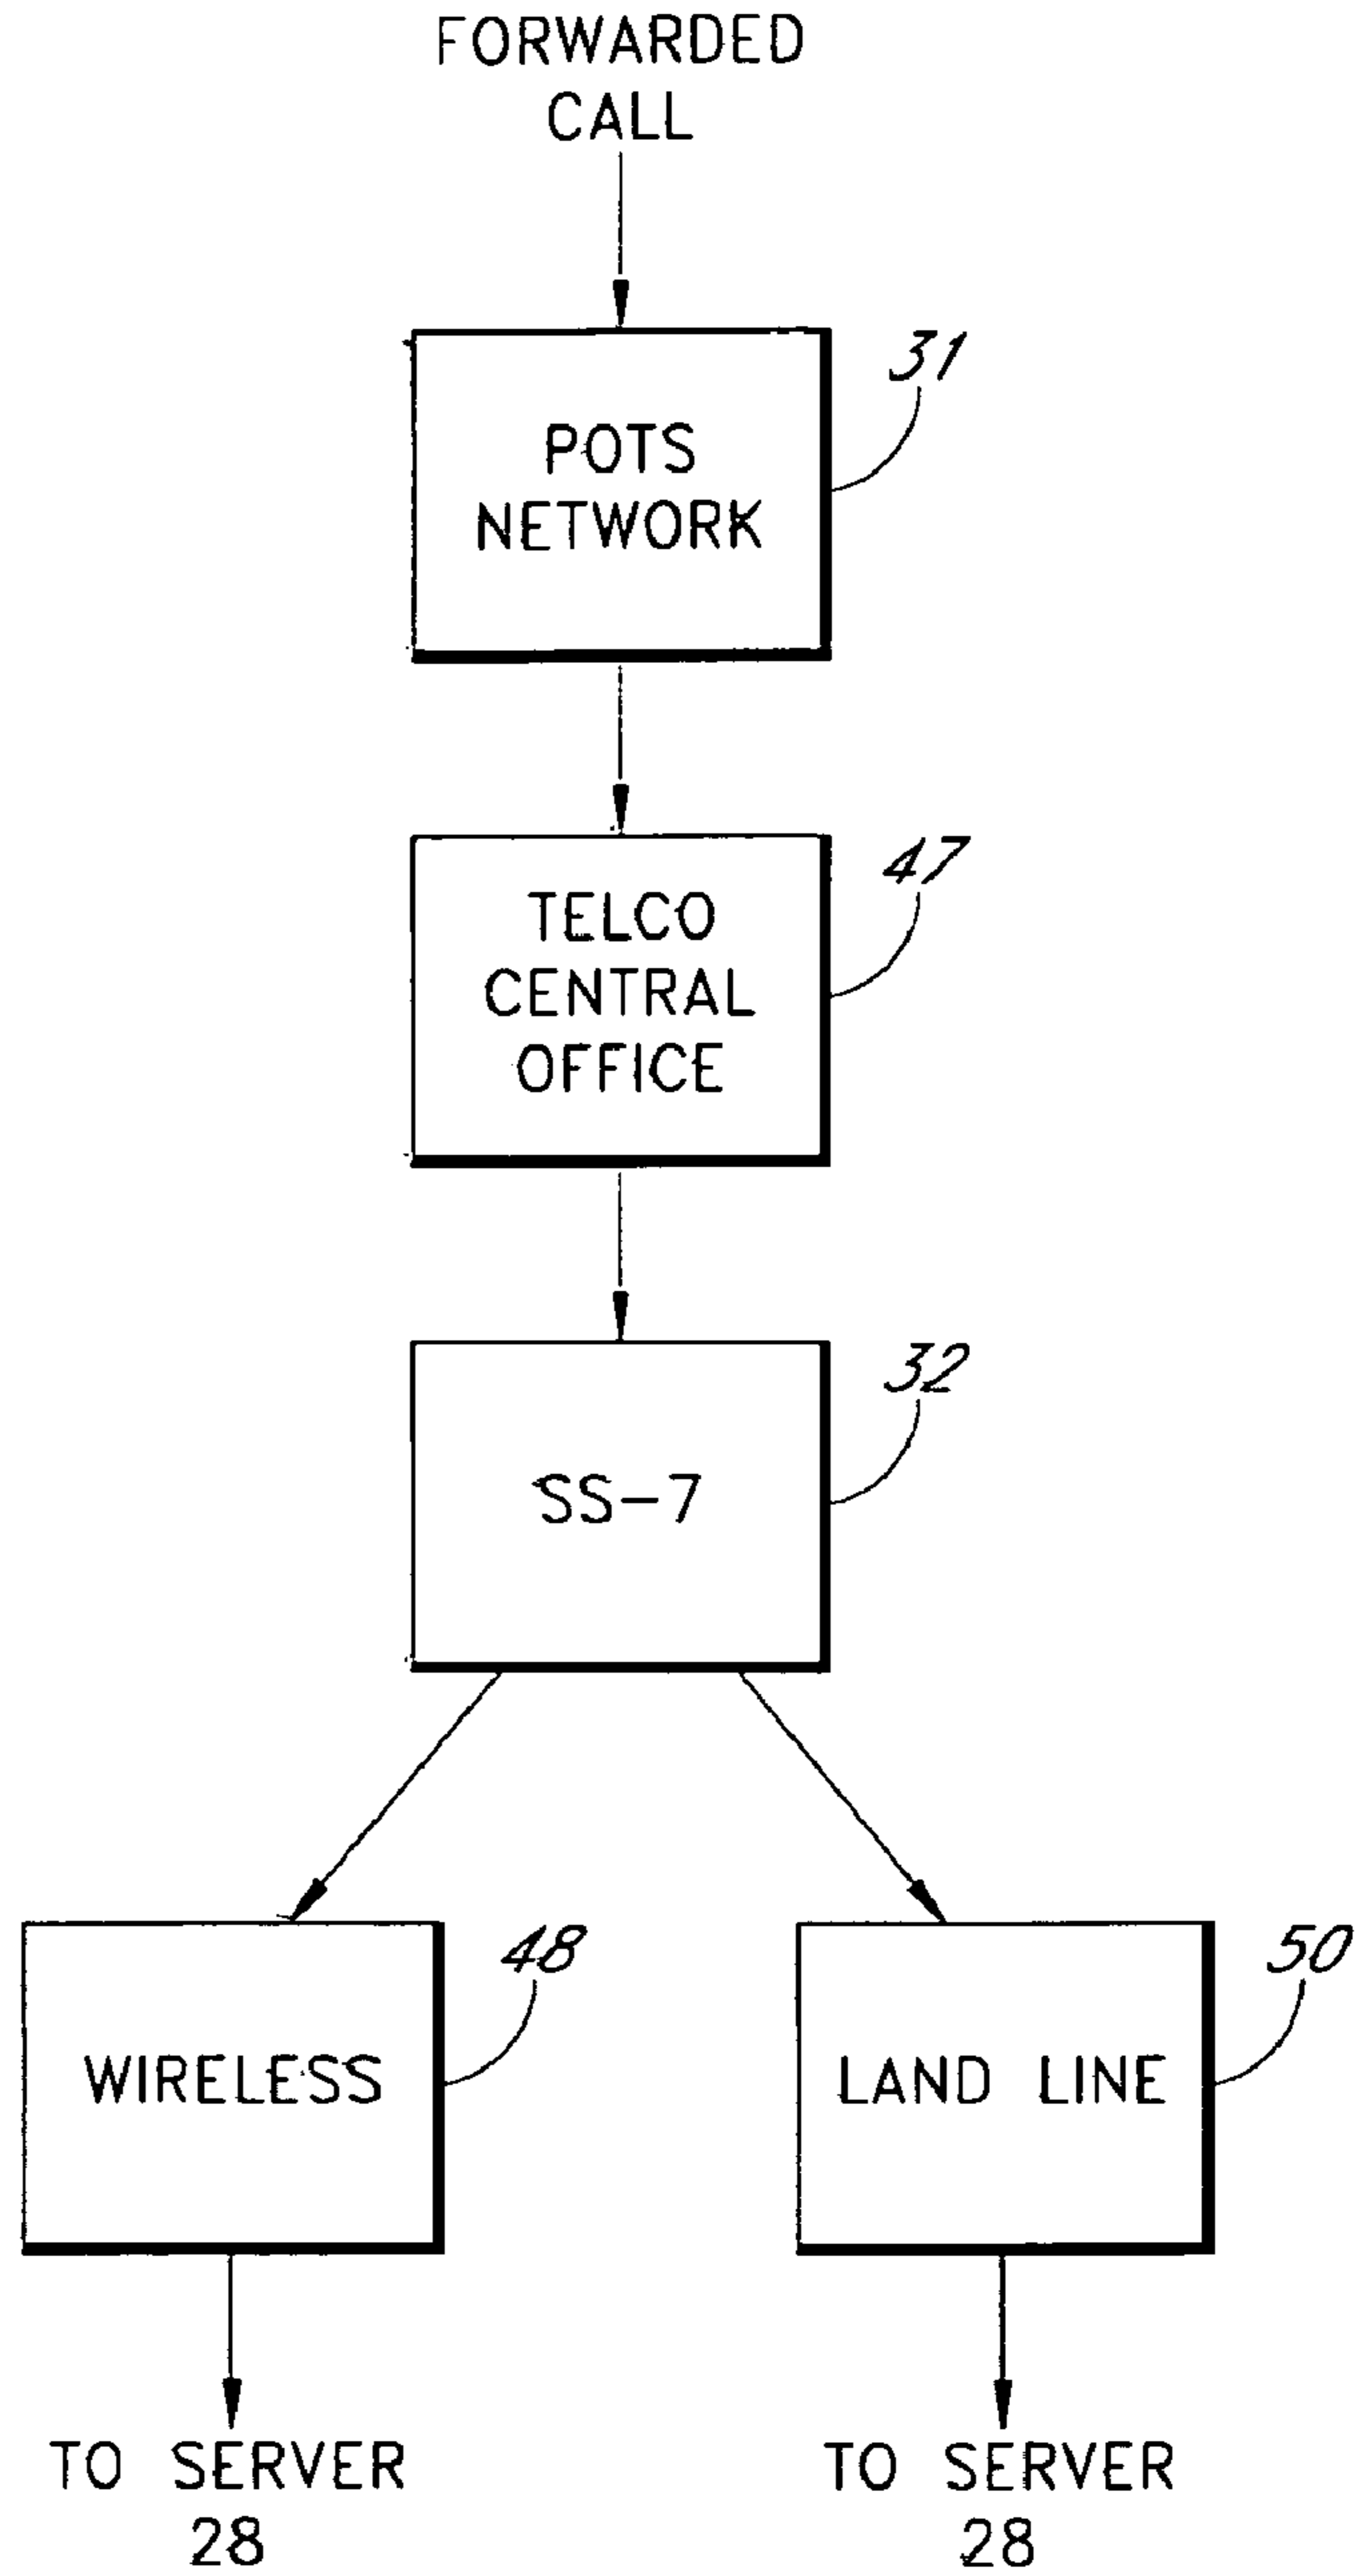 FORWARDED
CALL
31
POTS
NETWORK
47
TELCO
CENTRAL
OFFICE
32
SS-7
48
50
WIRELESS
LAND LINE
TO SERVER
28
TO SERVER
28